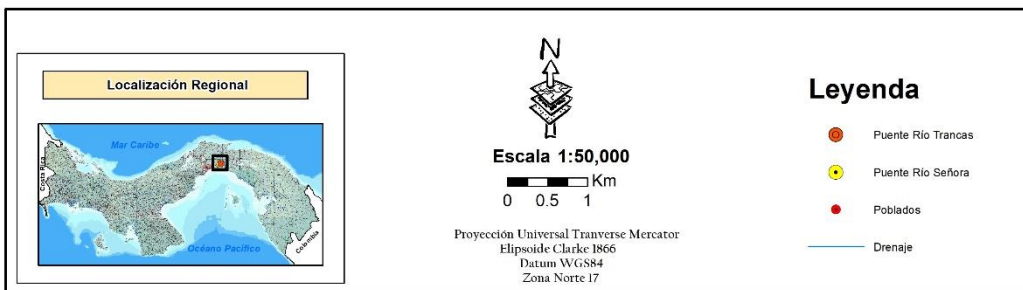 Localización Regional
Mar Caribe
Costa Rica
Océano Pacífico
Colombia
N
Escala 1:50,000
Km
0 0.5 1
Proyección Universal Tranverse Mercator
Elipsoide Clarke 1866
Datum WGS84
Zona Norte 17
Leyenda
Puente Río Trancas
Puente Río Señora
Poblados
Drenaje